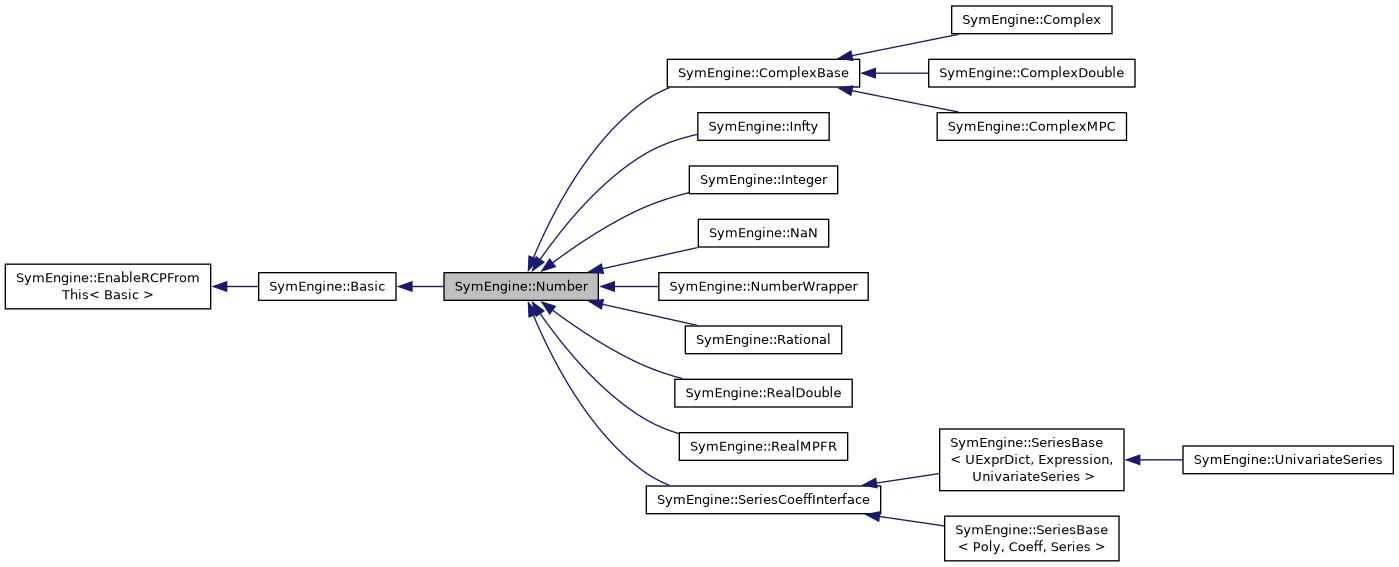 SymEngine::Complex
SymEngine::ComplexBase
SymEngine::ComplexDouble
SymEngine::ComplexMPC
SymEngine::Infty
SymEngine::Integer
SymEngine::NaN
SymEngine::EnableRCPFrom
This< Basic >
SymEngine::Basic
SymEngine::Number
SymEngine::NumberWrapper
SymEngine::Rational
SymEngine::RealDouble
SymEngine::RealMPFR
SymEngine::SeriesCoeffInterface
SymEngine::SeriesBase
< UExprDict, Expression,
UnivariateSeries >
SymEngine::UnivariateSeries
SymEngine::SeriesBase
< Poly, Coeff, Series >